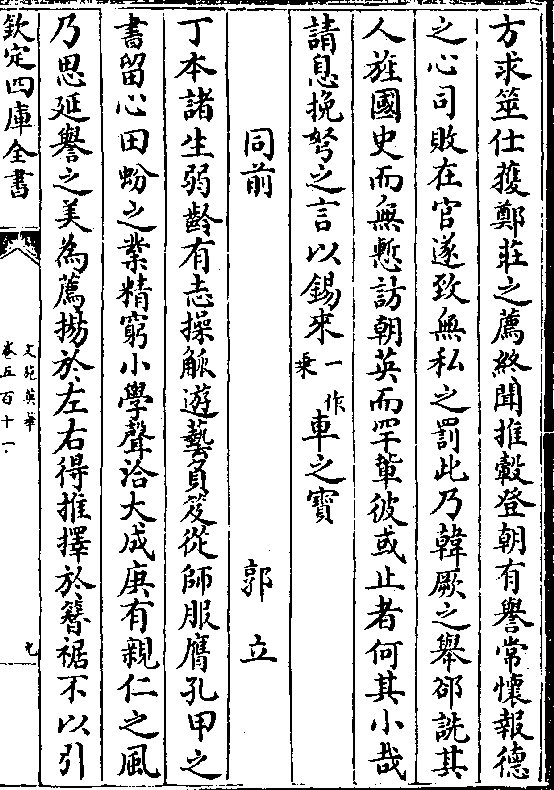 方求筮仕獲鄭莊之薦終聞推轂登朝有譽常懷報德
之心司敗在官遂致無私之罰此乃韓厥之舉郤詵其
人旌國史而無慙訪朝英而罕輩彼或止者何其小哉
請息挽弩之言以錫來一作乗車之寳
同前 郭立
丁本諸生弱齡有志操觚遊藝負笈從師服膺孔甲之
書留心田蚡之業精窮小學聲洽大成庾有親仁之風
乃思延譽之美為薦撈於左右得推擇於簪裾不以引
欽定四庫全書
文苑英華
卷五百十一
九